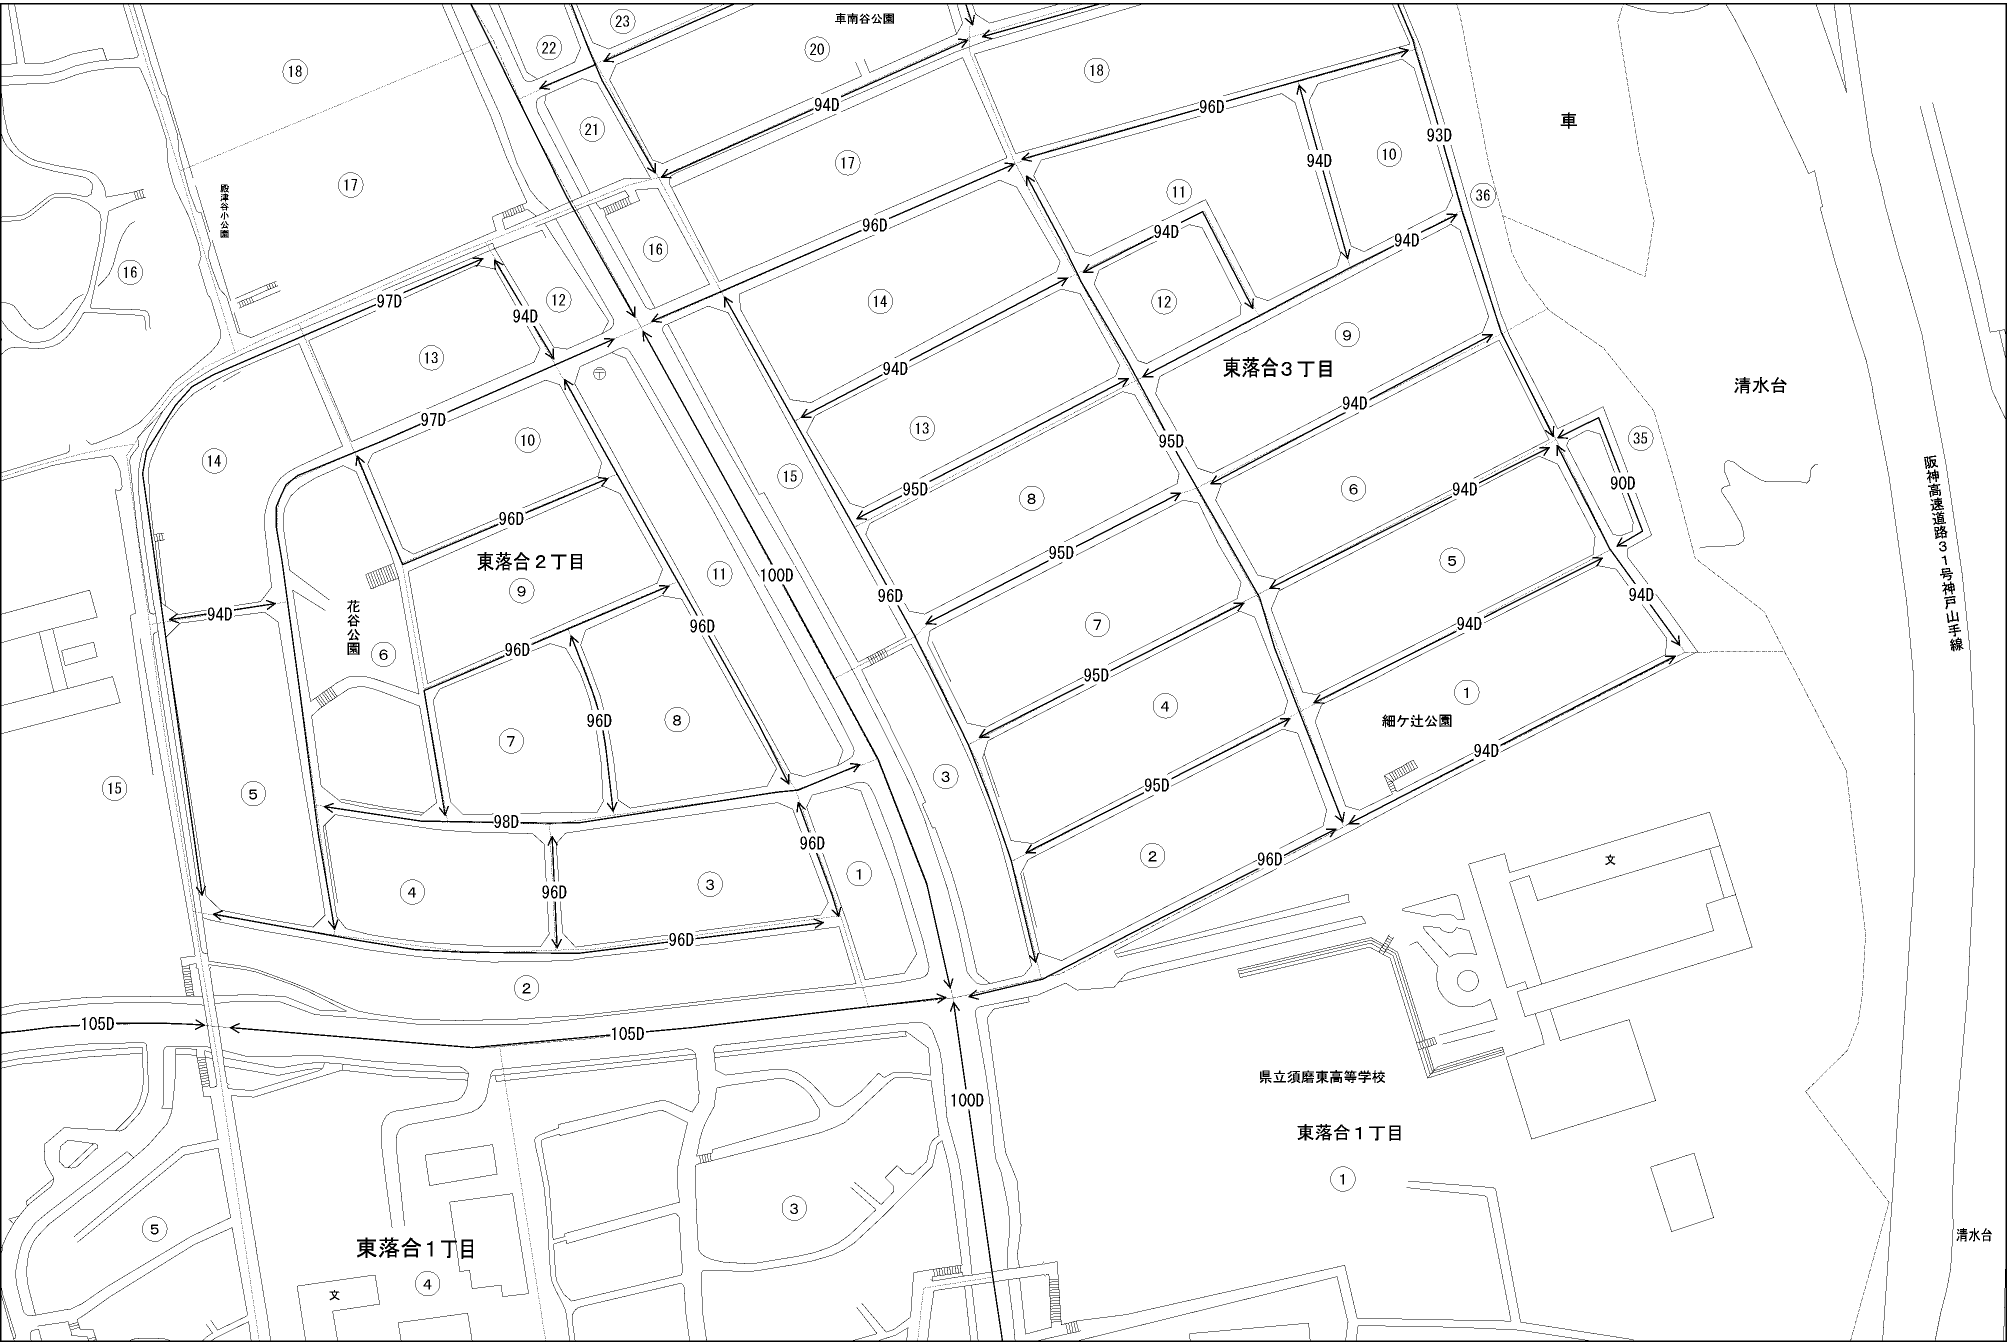 23
車南谷公園
22
20
18
18
21
94D
96D
車
93D
17
17
94D
10
殿津谷小公園
11
36
96D
94D
94D
16
16
97D
12
14
12
94D
13
9
94D
東落合3丁目
清水台
97D
94D
10
13
95D
35
14
15
95D
8
6
94D
90D
阪神高速道路31号神戸山手線
96D
東落合2丁目
95D
5
11
100D
9
96D
94D
94D
花谷公園
96D
7
94D
96D
6
95D
1
4
細ケ辻公園
96D
8
7
94D
3
95D
15
5
98D
96D
2
96D
文
1
4
96D
3
96D
2
105D
105D
県立須磨東高等学校
100D
東落合1丁目
1
3
5
清水台
東落合1丁目
4
文